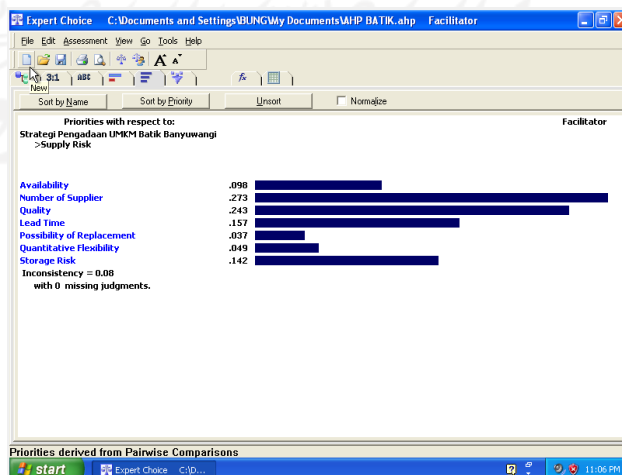 Expert Choice C:\Documents and Settings\BUNG\My Documents\AHP BATIK.ahp Facilitator
File Edit Assessment View Go Tools Help
A A
3:1 ABC fx
New
Sort by Name Sort by Priority Unsort Normalize
Priorities with respect to: Facilitator
Strategi Pengadaan UMKM Batik Banyuwangi
>Supply Risk
Availability .098
Number of Supplier .273
Quality .243
Lead Time .157
Possibility of Replacement .037
Quantitative Flexibility .049
Storage Risk .142
Inconsistency = 0.08
with 0 missing judgments.
Priorities derived from Pairwise Comparisons
start Expert Choice C:\D... 11:06 PM